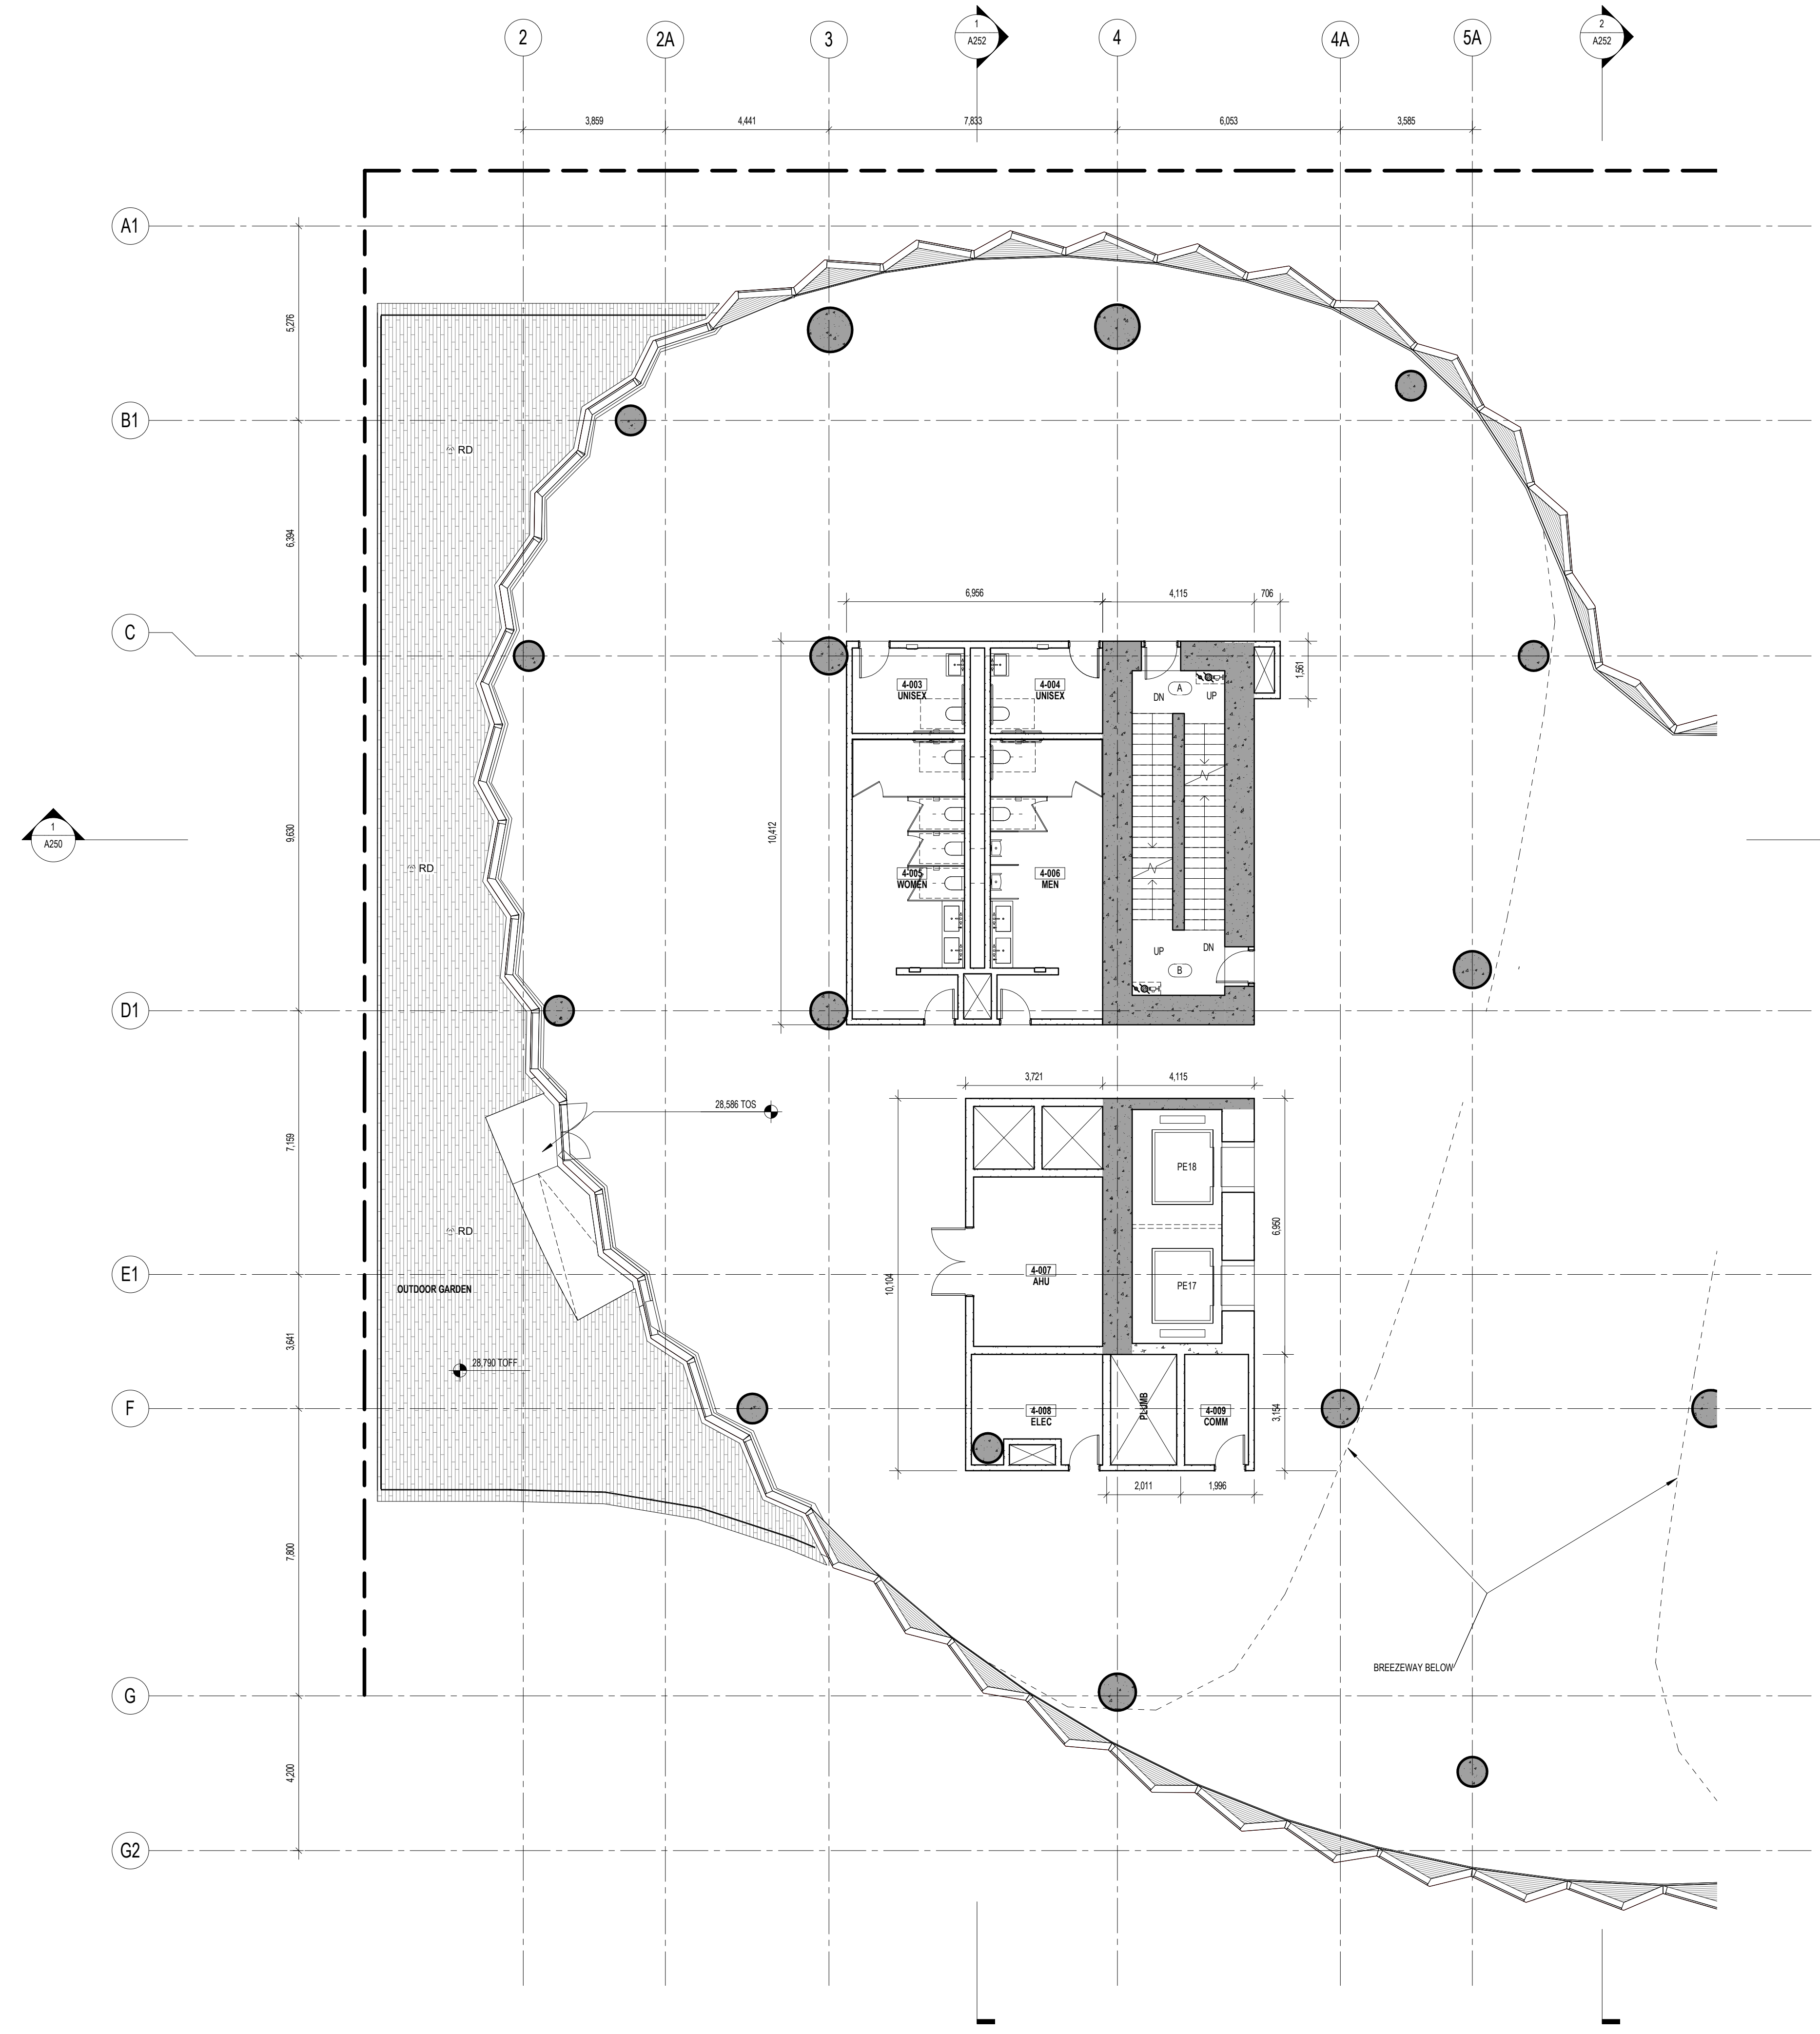 2
2A
3
1
A252
4
4A
5A
2
A252
3,859
4,441
7,833
6,053
3,585
A1
5,276
B1
RD
6,394
C
6,956
4,115
706
1,561
4-003
UNISEX
4-004
UNISEX
A
DN
UP
9,630
10,412
1
A250
RD
4-005
WOMEN
4-006
MEN
UP
DN
B
D1
3,721
4,115
28,586 TOS
7,159
PE18
RD
6,950
E1
OUTDOOR GARDEN
10,104
4-007
AHU
PE17
3,641
28,790 TOFF
F
4-008
ELEC
PLUMB
4-009
COMM
3,154
2,011
1,996
7,800
BREEZEWAY BELOW
G
4,200
G2